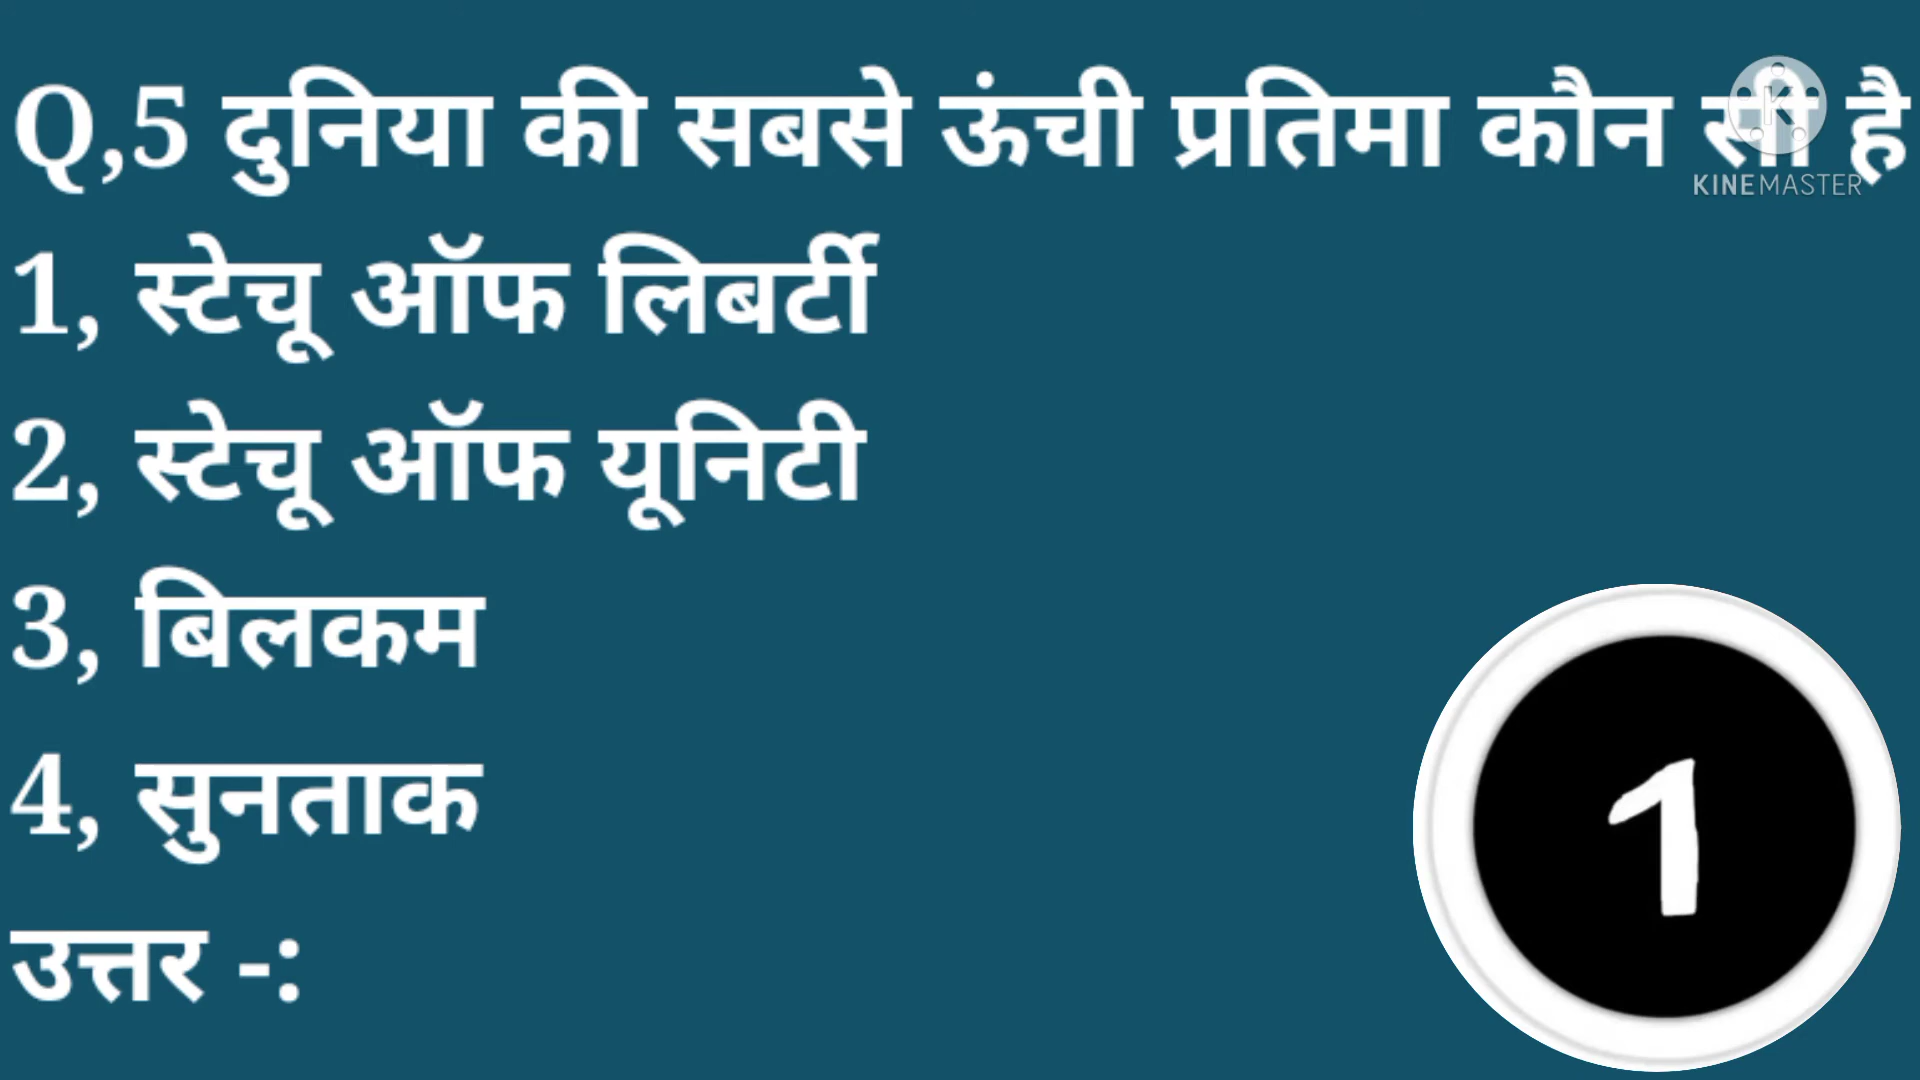 Q,5 दुनिया की सबसे ऊंची प्रतिमा कौन सी है
KINEMASTER
1, स्टेचू ऑफ लिबर्टी
2, स्टेचू ऑफ यूनिटी
3, बिलकम
4, सुनताक
उत्तर -:
1